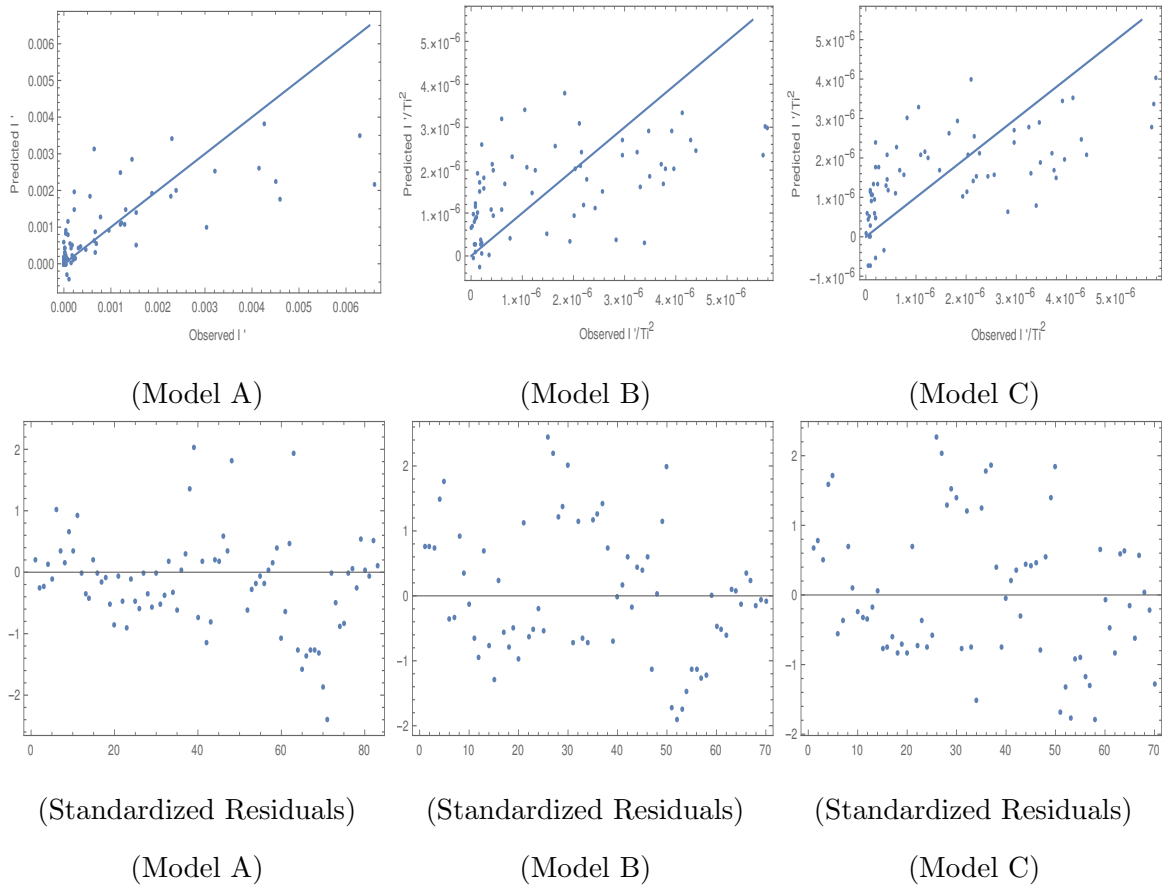 Predicted I '
0.006
0.005
0.004
0.003
0.002
0.001
0.000
0.000 0.001 0.002 0.003 0.004 0.005 0.006
Observed I '
Predicted I '/Ti²
5.×10⁻⁶
4.×10⁻⁶
3.×10⁻⁶
2.×10⁻⁶
1.×10⁻⁶
0
0 1.×10⁻⁶ 2.×10⁻⁶ 3.×10⁻⁶ 4.×10⁻⁶ 5.×10⁻⁶
Observed I '/Ti²
Predicted I '/Ti²
5.×10⁻⁶
4.×10⁻⁶
3.×10⁻⁶
2.×10⁻⁶
1.×10⁻⁶
0
−1.×10⁻⁶
0 1.×10⁻⁶ 2.×10⁻⁶ 3.×10⁻⁶ 4.×10⁻⁶ 5.×10⁻⁶
Observed I '/Ti²
(Model A) (Model B) (Model C)
2
1
0
−1
−2
0 20 40 60 80
2
1
0
−1
−2
0 10 20 30 40 50 60 70
2
1
0
−1
−2
0 10 20 30 40 50 60 70
(Standardized Residuals) (Standardized Residuals) (Standardized Residuals)
(Model A) (Model B) (Model C)